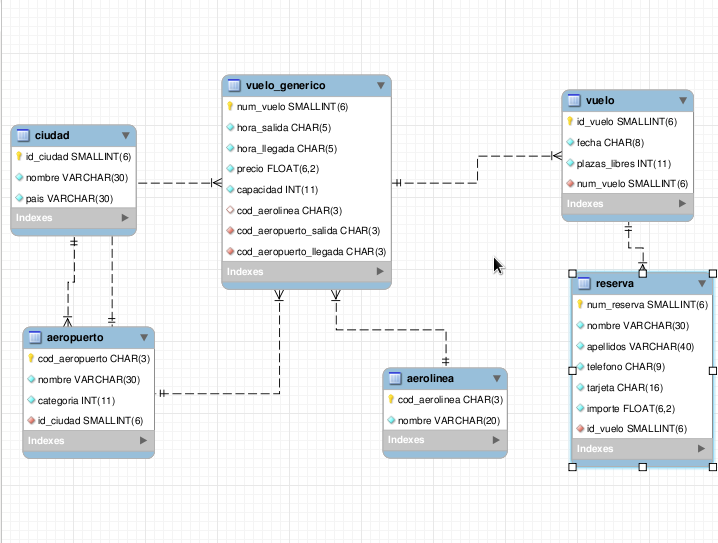 ciudad
id_ciudad SMALLINT(6)
nombre VARCHAR(30)
pais VARCHAR(30)
Indexes
vuelo_generico
num_vuelo SMALLINT(6)
hora_salida CHAR(5)
hora_llegada CHAR(5)
precio FLOAT(6,2)
capacidad INT(11)
cod_aerolinea CHAR(3)
cod_aeropuerto_salida CHAR(3)
cod_aeropuerto_llegada CHAR(3)
Indexes
vuelo
id_vuelo SMALLINT(6)
fecha CHAR(8)
plazas_libres INT(11)
num_vuelo SMALLINT(6)
Indexes
aeropuerto
cod_aeropuerto CHAR(3)
nombre VARCHAR(30)
categoria INT(11)
id_ciudad SMALLINT(6)
Indexes
aerolinea
cod_aerolinea CHAR(3)
nombre VARCHAR(20)
Indexes
reserva
num_reserva SMALLINT(6)
nombre VARCHAR(30)
apellidos VARCHAR(40)
telefono CHAR(9)
tarjeta CHAR(16)
importe FLOAT(6,2)
id_vuelo SMALLINT(6)
Indexes